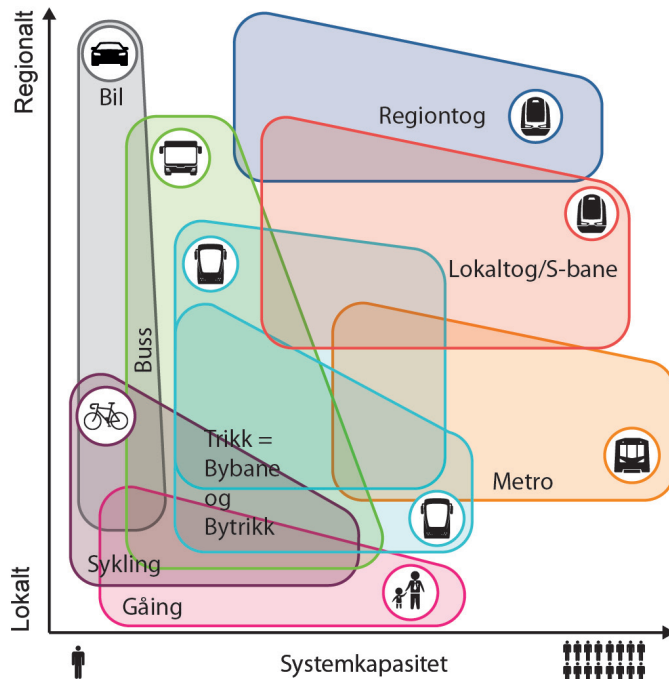 Regionalt
Bil
Regiontog
Lokaltog/S-bane
Buss
Trikk =
Bybane
og
Bytrikk
Metro
Sykling
Gåing
Lokalt
Systemkapasitet